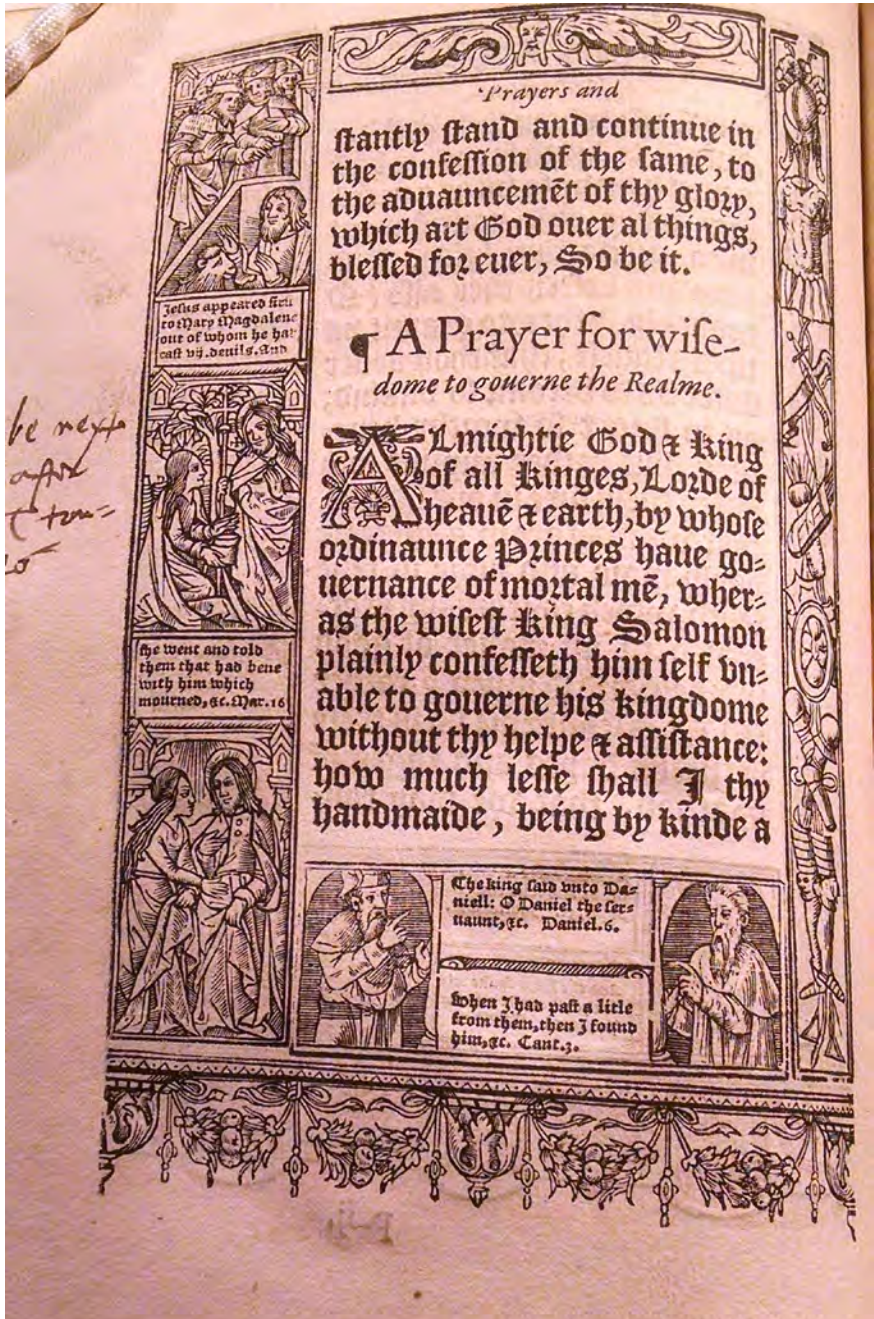 Prayers and
ſtantly ſtand and continue in
the confeſſion of the ſame, to
the aduauncemēt of thy glory,
which art God ouer al things,
bleſſed for euer, So be it.
¶ A Prayer for wiſe-
dome to gouerne the Realme.
ALmightie God & King
of all Kinges, Lorde of
heauē & earth, by whoſe
ordinaunce Princes haue go-
uernance of mortal mē, wher-
as the wiſeſt King Salomon
plainly confeſſeth him ſelf vn-
able to gouerne his kingdome
without thy helpe & aſſiſtance:
how much leſſe ſhall I thy
handmaide, being by kinde a
Jeſus appeared firſt
to Mary Magdalene
out of whom he had
caſt vij. deuils. And
ſhe went and told
them that had bene
with him which
mourned, &c. Mar. 16
The king ſaid vnto Da-
niell: O Daniel the ſer-
uaunt, &c. Daniel. 6.
When I had paſt a litle
from them, then I found
him, &c. Cant. 3.
be next
after